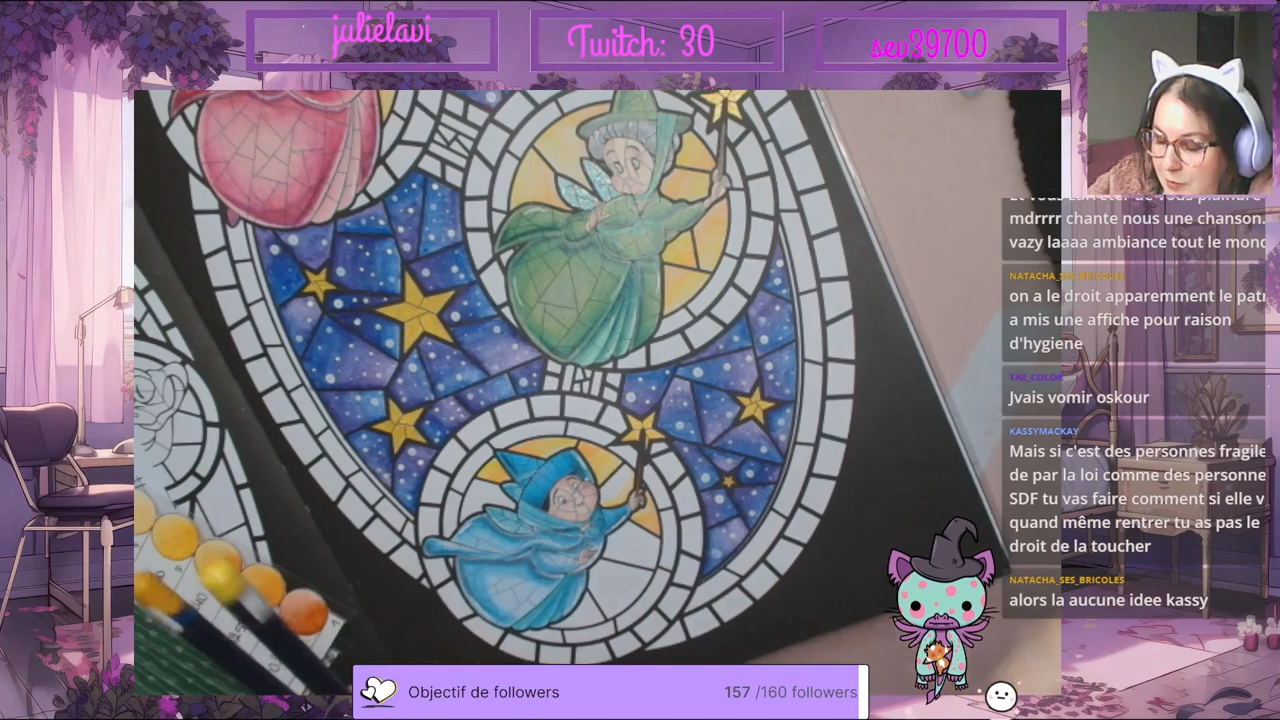 julielavi
Twitch: 30
sev39700
mdrrrr chante nous une chanson.
vazy laaaa ambiance tout le mond
NATACHA_SES_BRICOLES
on a le droit apparemment le
a mis une affiche pour raison
d'hygiene
TAZ_COLOR
Jvais vomir oskour
KASSYMACKAY
Mais si c'est des personnes fragile
de par la loi comme des personne
SDF tu vas faire comment si elle v
quand même rentrer tu as pas le
droit de la toucher
NATACHA_SES_BRICOLES
alors la aucune idee kassy
Objectif de followers
157 /160 followers